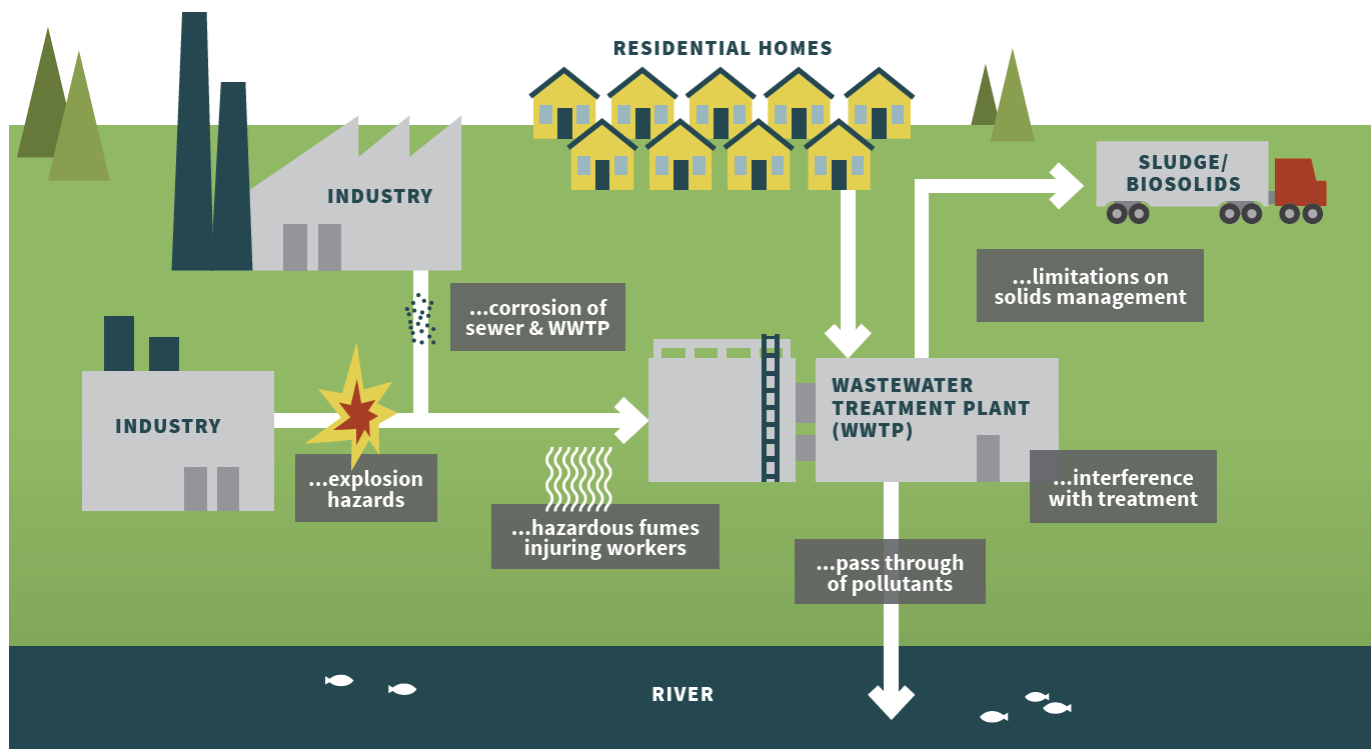 RESIDENTIAL HOMES
SLUDGE/
BIOSOLIDS
INDUSTRY
...limitations on
solids management
...corrosion of
sewer & WWTP
INDUSTRY
WASTEWATER
TREATMENT PLANT
(WWTP)
...explosion
hazards
...interference
with treatment
...hazardous fumes
injuring workers
...pass through
of pollutants
RIVER